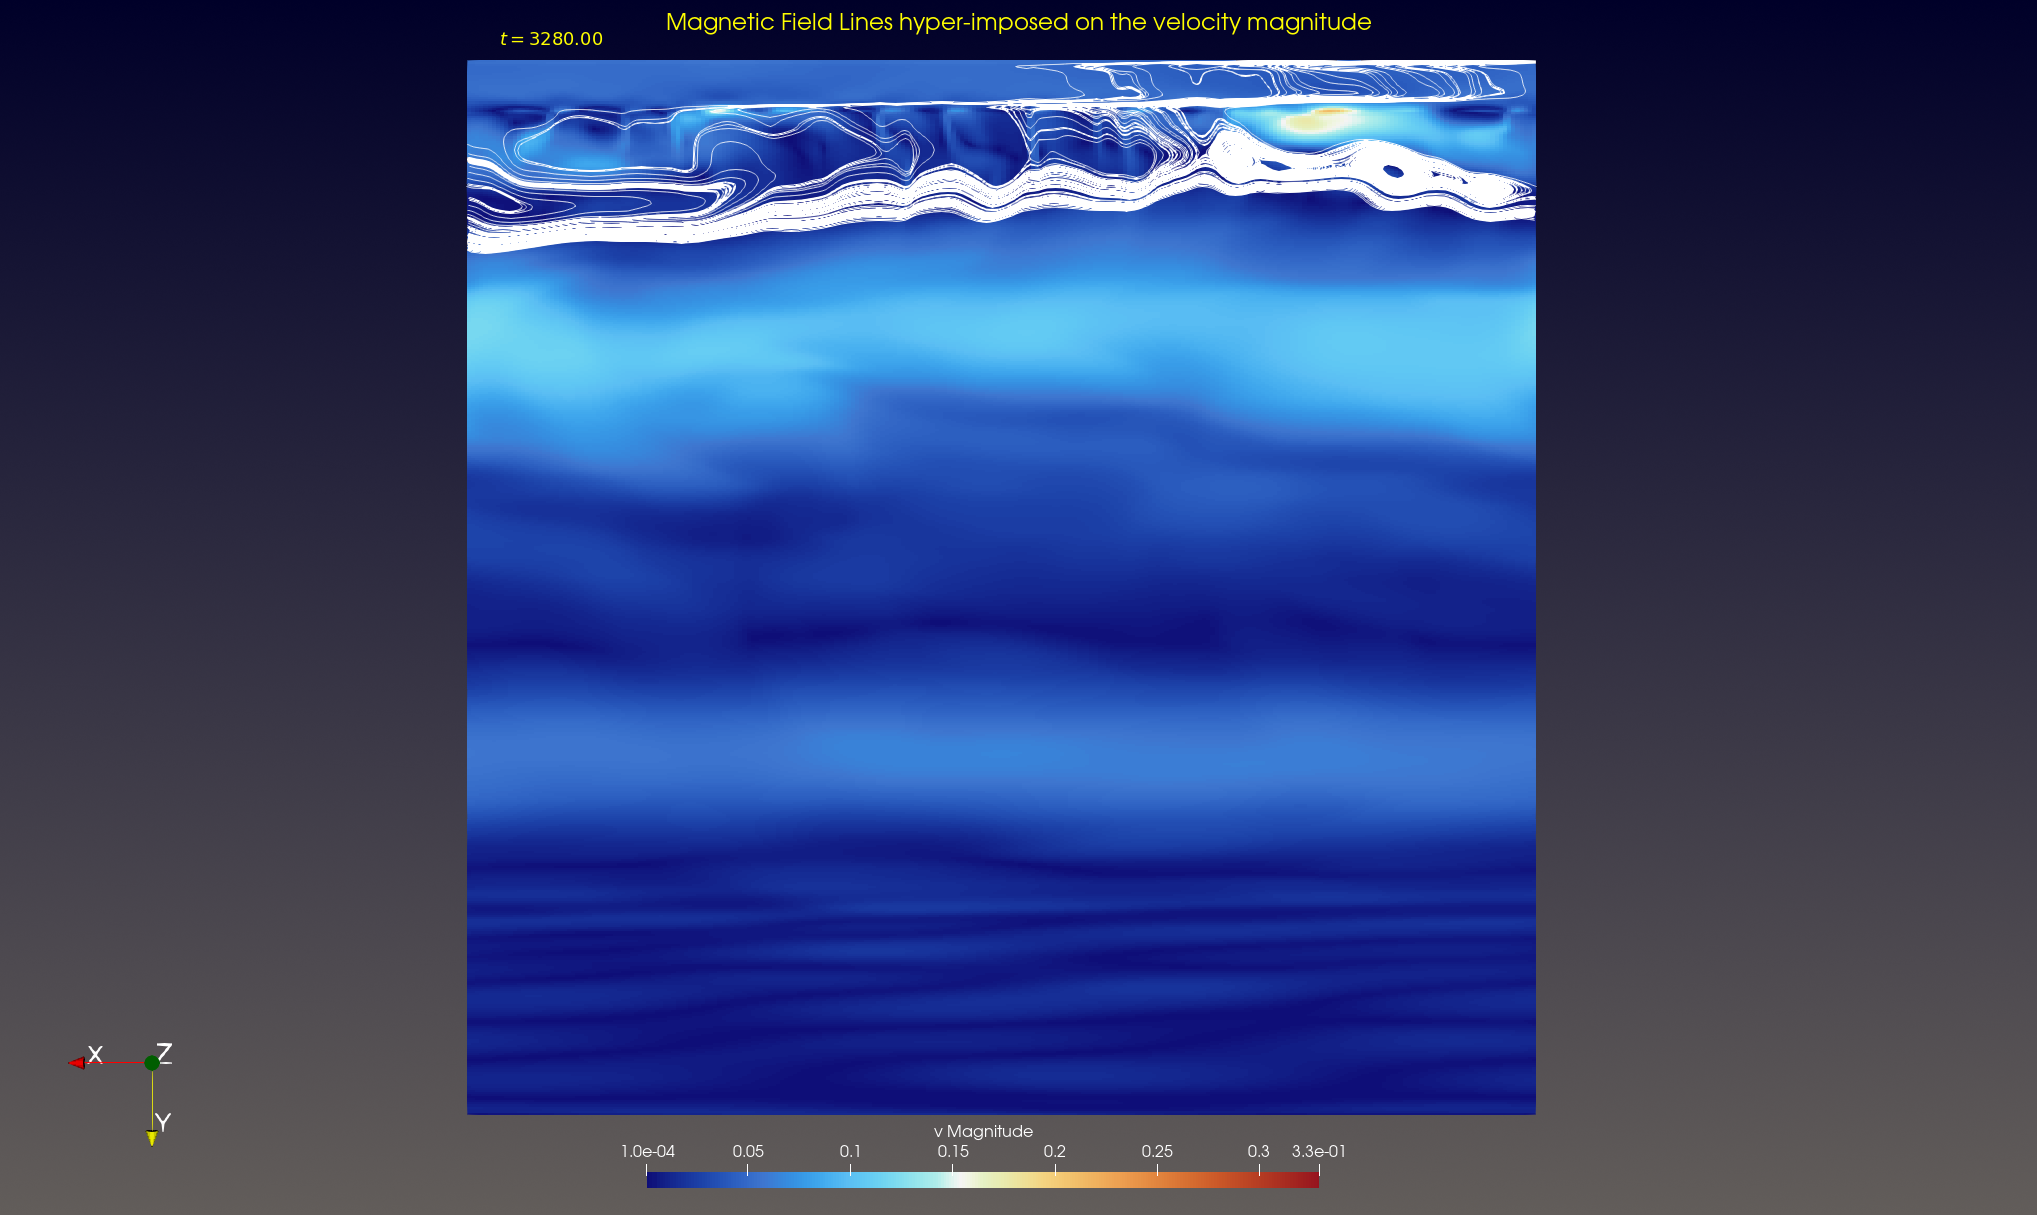 Magnetic Field Lines hyper-imposed on the velocity magnitude
t = 3280.00
X
Z
Y
v Magnitude
1.0e-04 0.05 0.1 0.15 0.2 0.25 0.3 3.3e-01